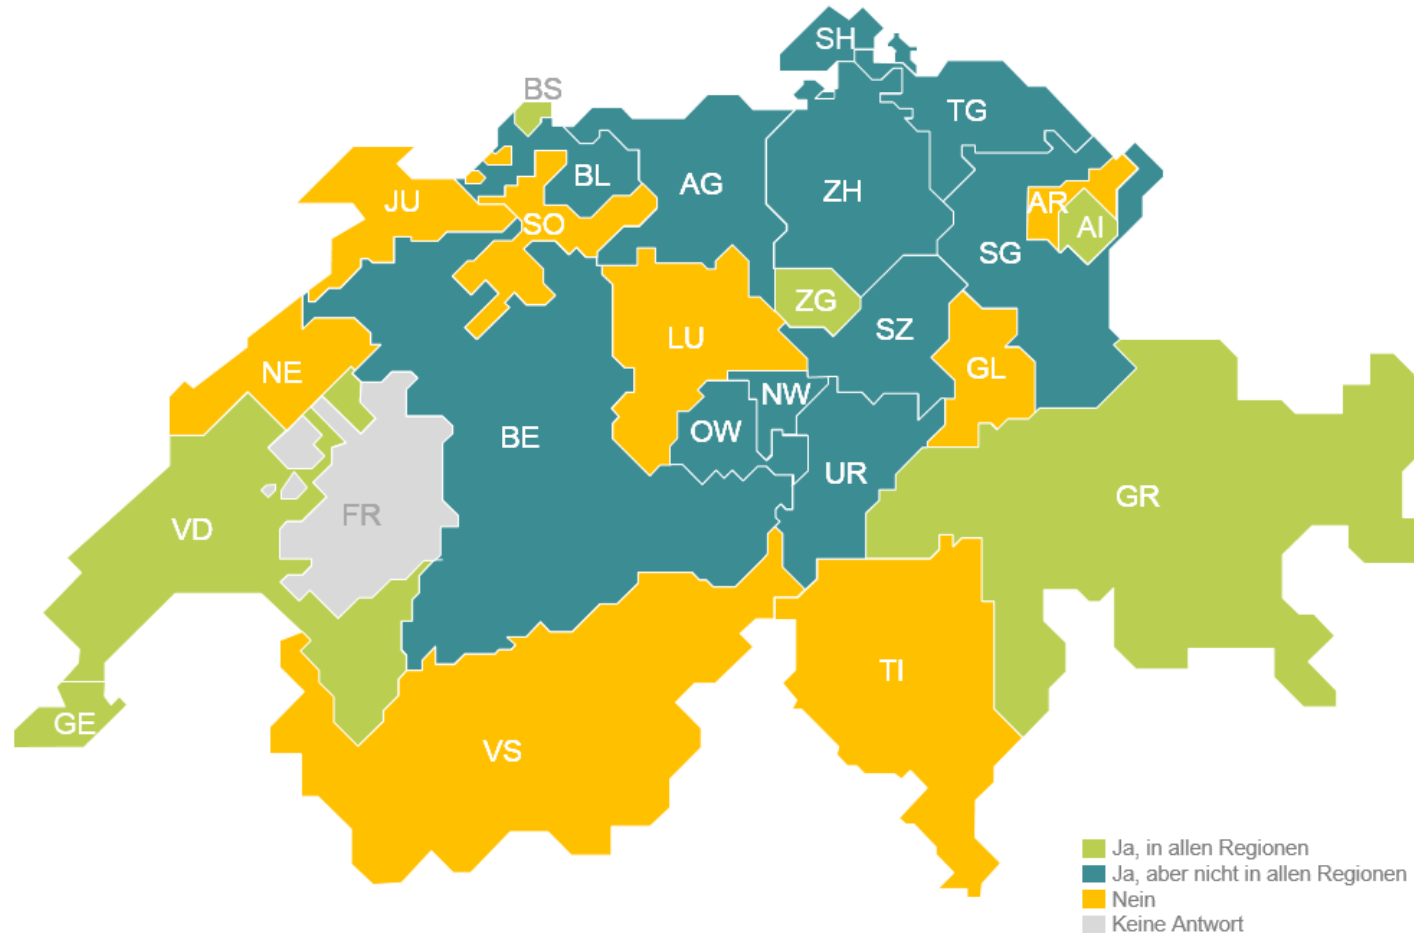 SH
BS
TG
BL
AG
ZH
JU
AR
SO
AI
SG
ZG
SZ
LU
GL
NE
NW
OW
BE
UR
GR
FR
VD
TI
GE
VS
Ja, in allen Regionen
Ja, aber nicht in allen Regionen
Nein
Keine Antwort